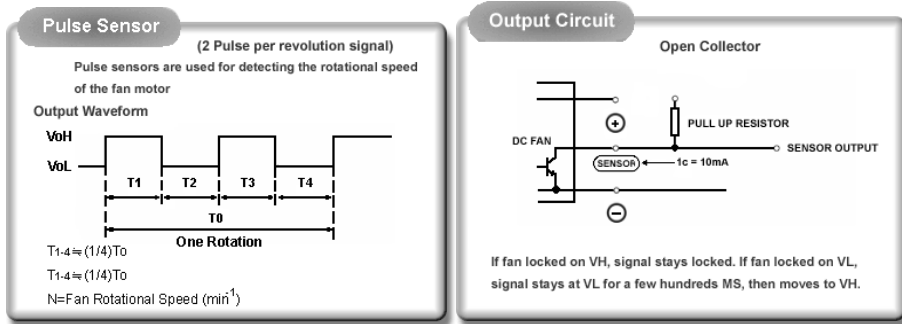 Pulse Sensor
(2 Pulse per revolution signal)
Pulse sensors are used for detecting the rotational speed
of the fan motor
Output Waveform
VoH
VoL
T1 T2 T3 T4
T0
One Rotation
T1-4≒(1/4)To
T1-4≒(1/4)To
N=Fan Rotational Speed (min-1)
Output Circuit
Open Collector
+
PULL UP RESISTOR
DC FAN
SENSOR OUTPUT
SENSOR
1c = 10mA
−
If fan locked on VH, signal stays locked. If fan locked on VL,
signal stays at VL for a few hundreds MS, then moves to VH.